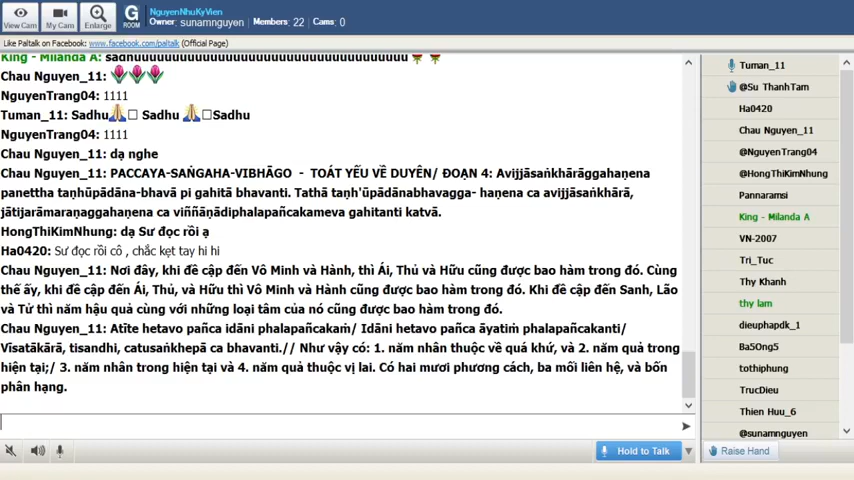 NguyenNhuKyVien
Owner: sunamnguyen , Members: 22 Cams: 0
View Cam
My Cam
Enlarge
G
ROOM
Like Paltalk on Facebook: www.facebook.com/paltalk (Official Page)
Chau Nguyen_11:
NguyenTrang04: 1111
Tuman_11: Sadhu Sadhu Sadhu
NguyenTrang04: 1111
Chau Nguyen_11: dạ nghe
Chau Nguyen_11: PACCAYA-SAṄGAHA-VIBHĀGO - TOÁT YẾU VỀ DUYÊN/ ĐOẠN 4: Avijjāsaṅkhārāggahaṇena
panettha taṇhūpādāna-bhavā pi gahitā bhavanti. Tathā taṇh'ūpādānabhavagga- haṇena ca avijjāsaṅkhārā,
jātijarāmaraṇaggahaṇena ca viññāṇādiphalapañcakameva gahitanti katvā.
HongThiKimNhung: dạ Sư đọc rồi ạ
Ha0420: Sư đọc rồi cô , chắc kẹt tay hi hi
Chau Nguyen_11: Nơi đây, khi đề cập đến Vô Minh và Hành, thì Ái, Thủ và Hữu cũng được bao hàm trong đó. Cùng
thế ấy, khi đề cập đến Ái, Thủ, và Hữu thì Vô Minh và Hành cũng được bao hàm trong đó. Khi đề cập đến Sanh, Lão
và Tử thì năm hậu quả cùng với những loại tâm của nó cũng được bao hàm trong đó.
Chau Nguyen_11: Atīte hetavo pañca idāni phalapañcakaṁ/ Idāni hetavo pañca āyatiṁ phalapañcakanti/
Vīsatākārā, tisandhi, catusaṅkhepā ca bhavanti.// Như vậy có: 1. năm nhân thuộc về quá khứ, và 2. năm quả trong
hiện tại;/ 3. năm nhân trong hiện tại và 4. năm quả thuộc vị lai. Có hai mươi phương cách, ba mối liên hệ, và bốn
phân hạng.
Hold to Talk
Tuman_11
@Su ThanhTam
Ha0420
Chau Nguyen_11
@NguyenTrang04
@HongThiKimNhung
Pannaramsi
King - Milanda A
VN-2007
Tri_Tuc
Thy Khanh
thy lam
dieuphapdk_1
Ba5Ong5
tothiphung
TrucDieu
Thien Huu_6
@sunamnguyen
Raise Hand